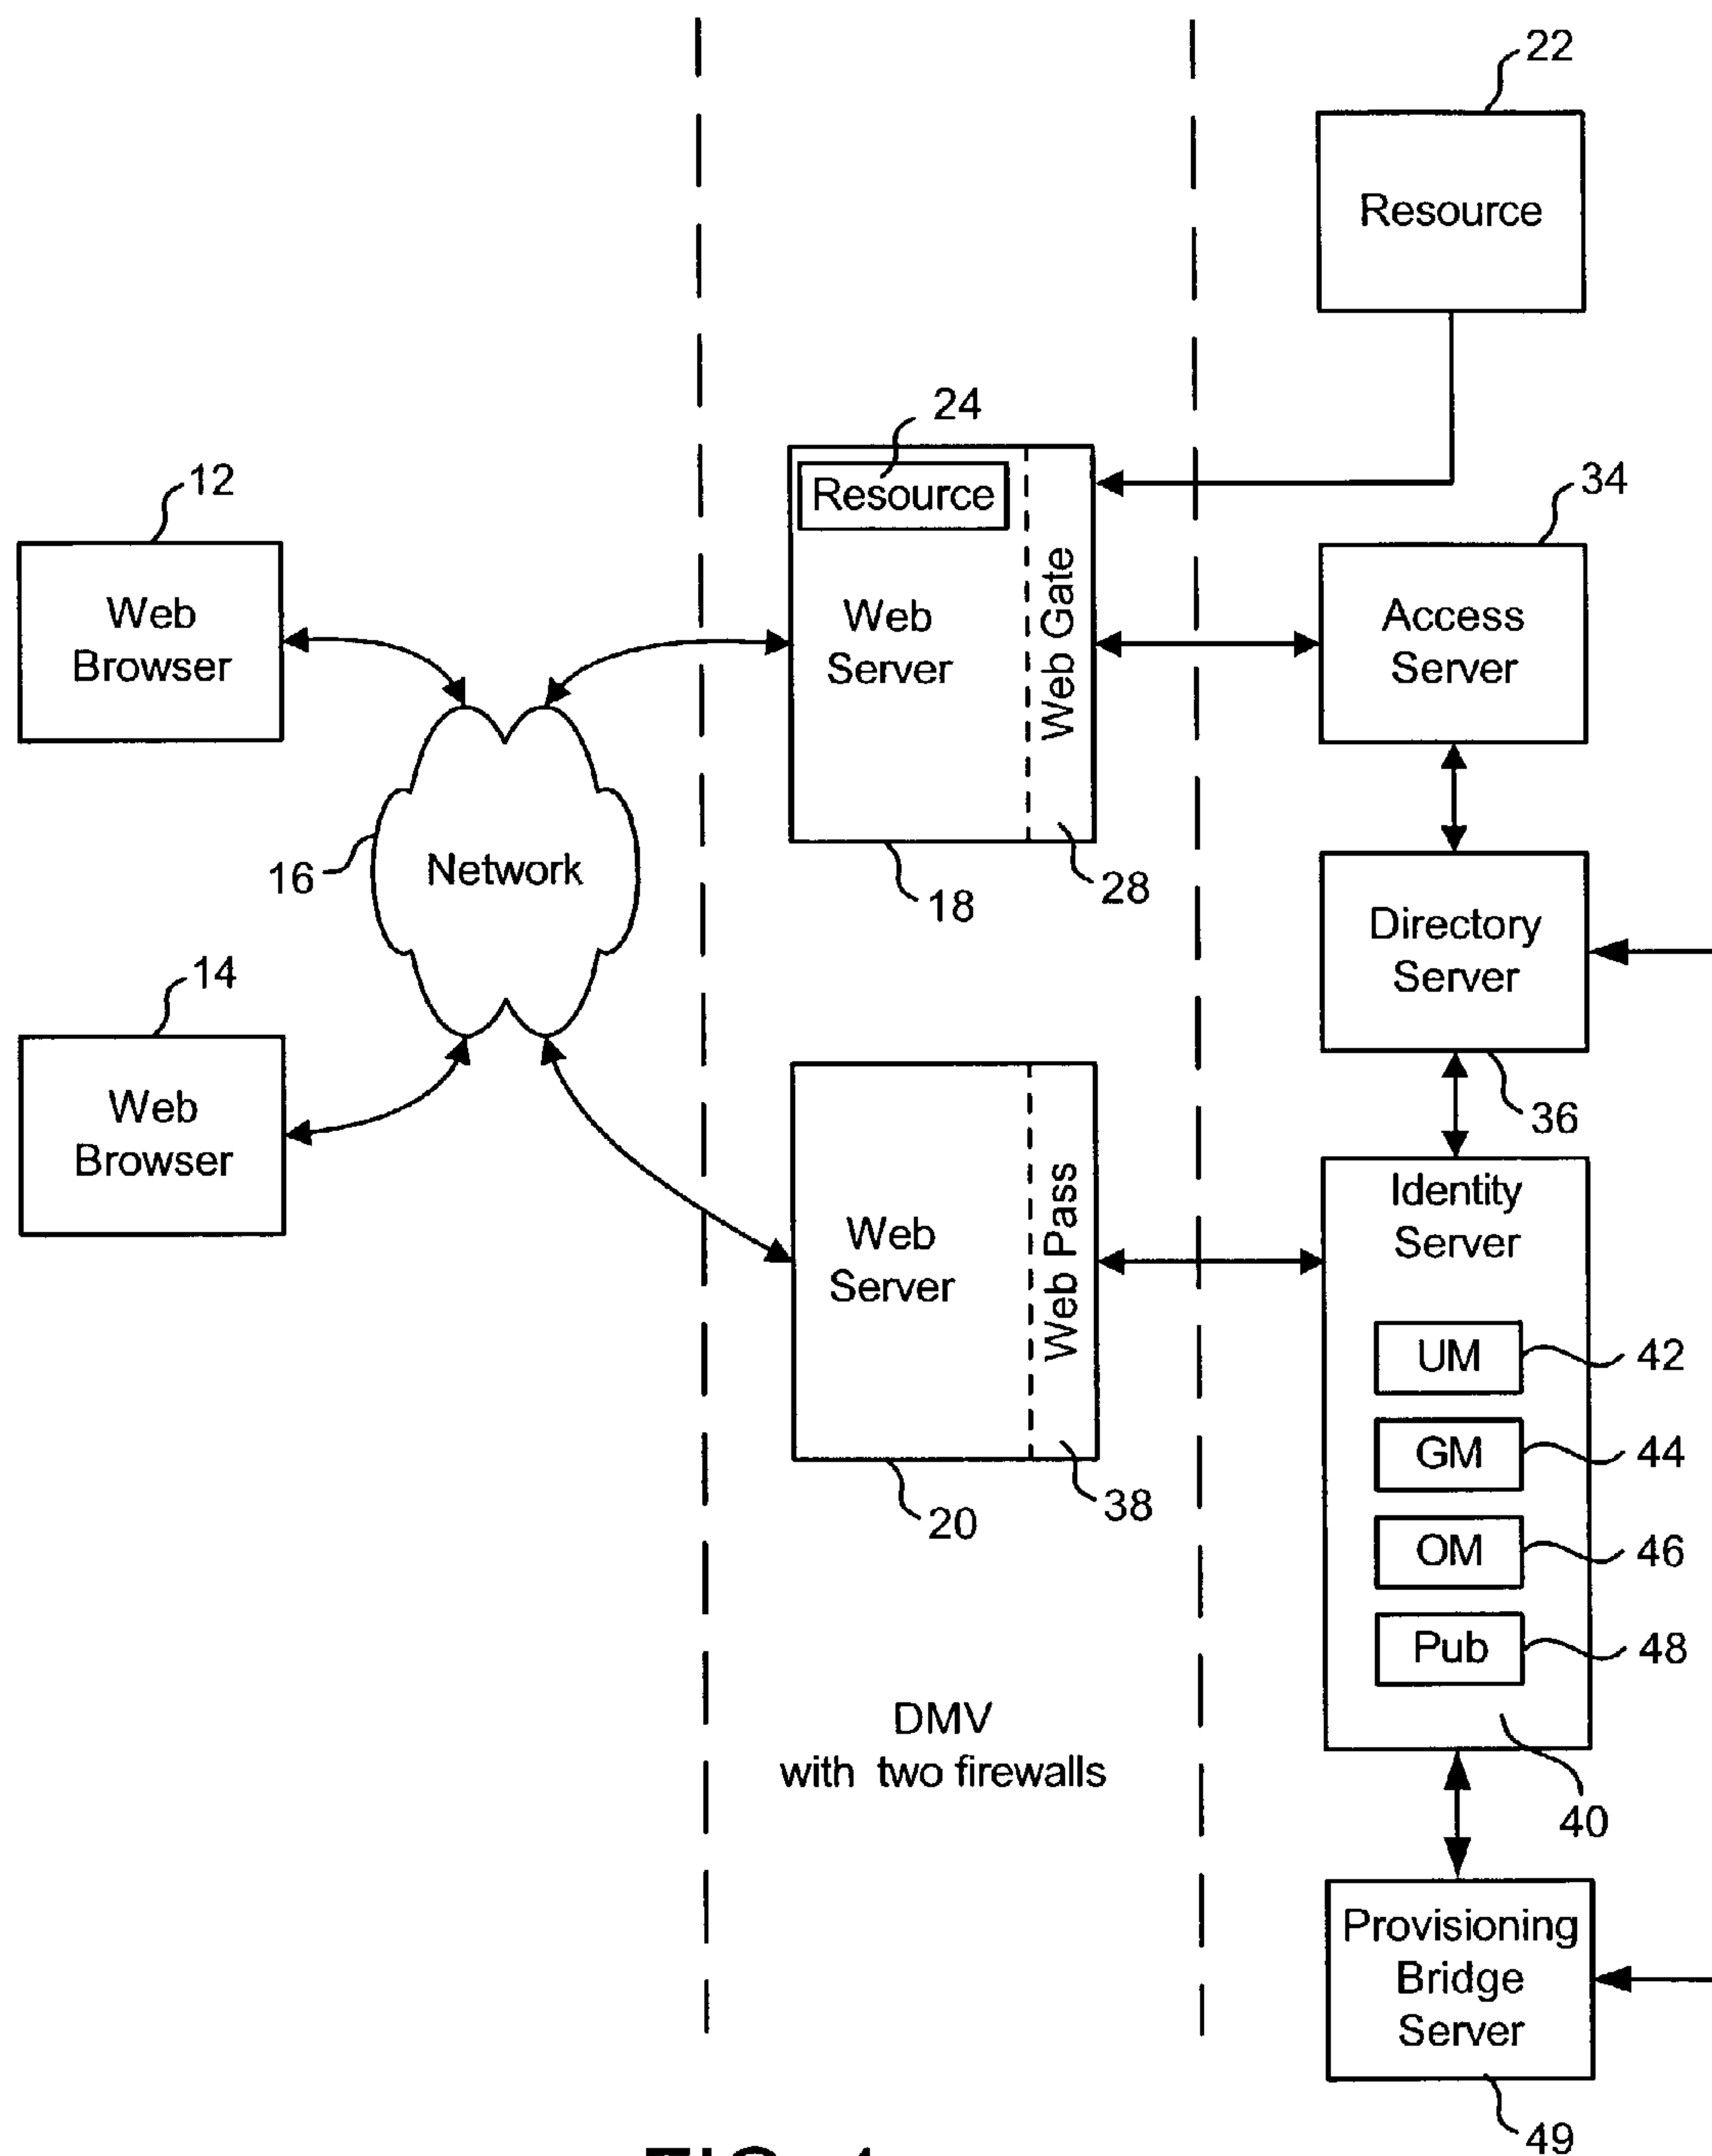 22
Resource
24
Resource
12
34
Web
Browser
Web
Server
Web Gate
Access
Server
16
Network
18
28
Directory
Server
14
36
Web
Browser
Web
Server
Web Pass
Identity
Server
UM
42
GM
44
OM
46
Pub
48
20
38
DMV
with two firewalls
40
Provisioning
Bridge
Server
49